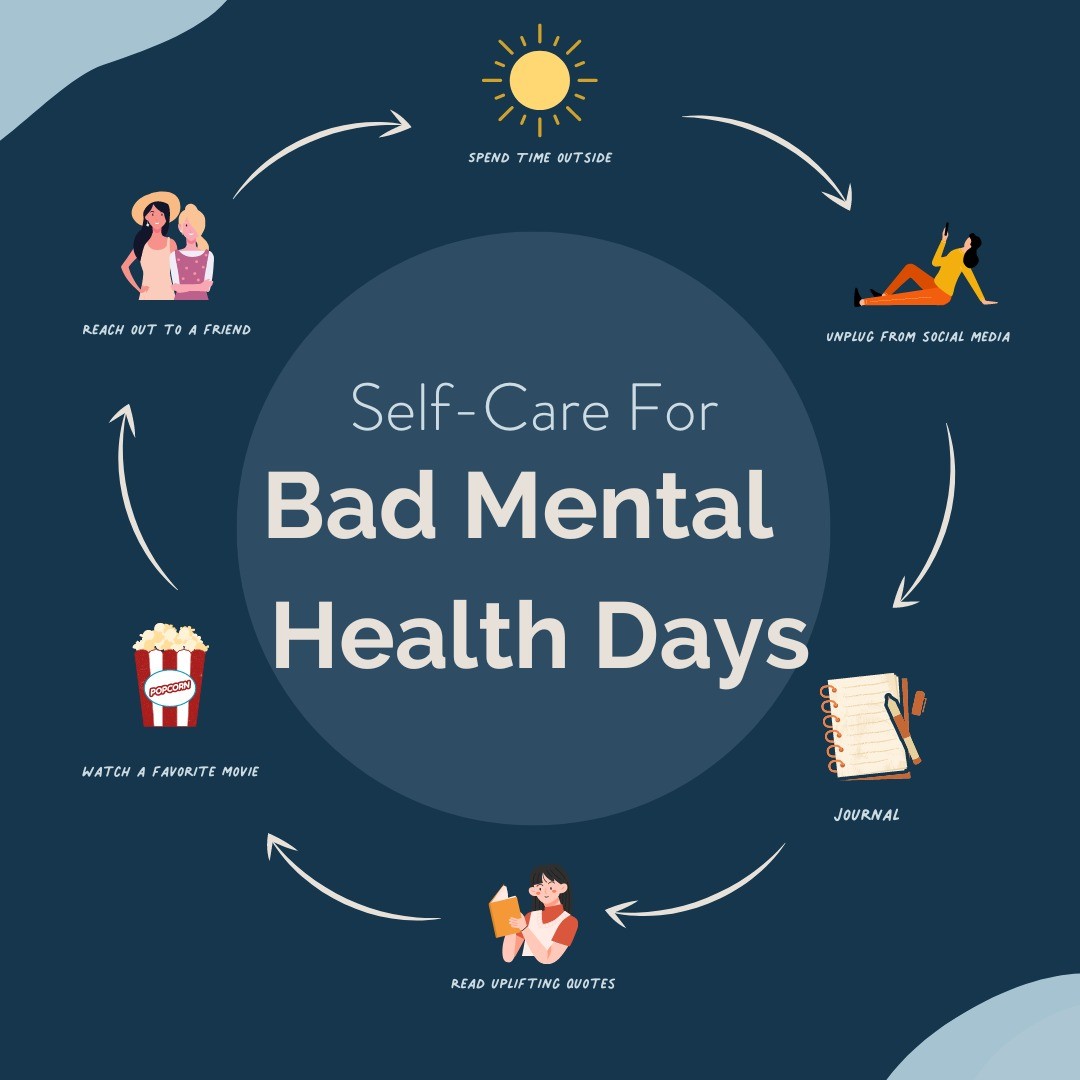 SPEND TIME OUTSIDE
UNPLUG FROM SOCIAL MEDIA
REACH OUT TO A FRIEND
Self-Care For
Bad Mental
Health Days
POPCORN
WATCH A FAVORITE MOVIE
JOURNAL
READ UPLIFTING QUOTES